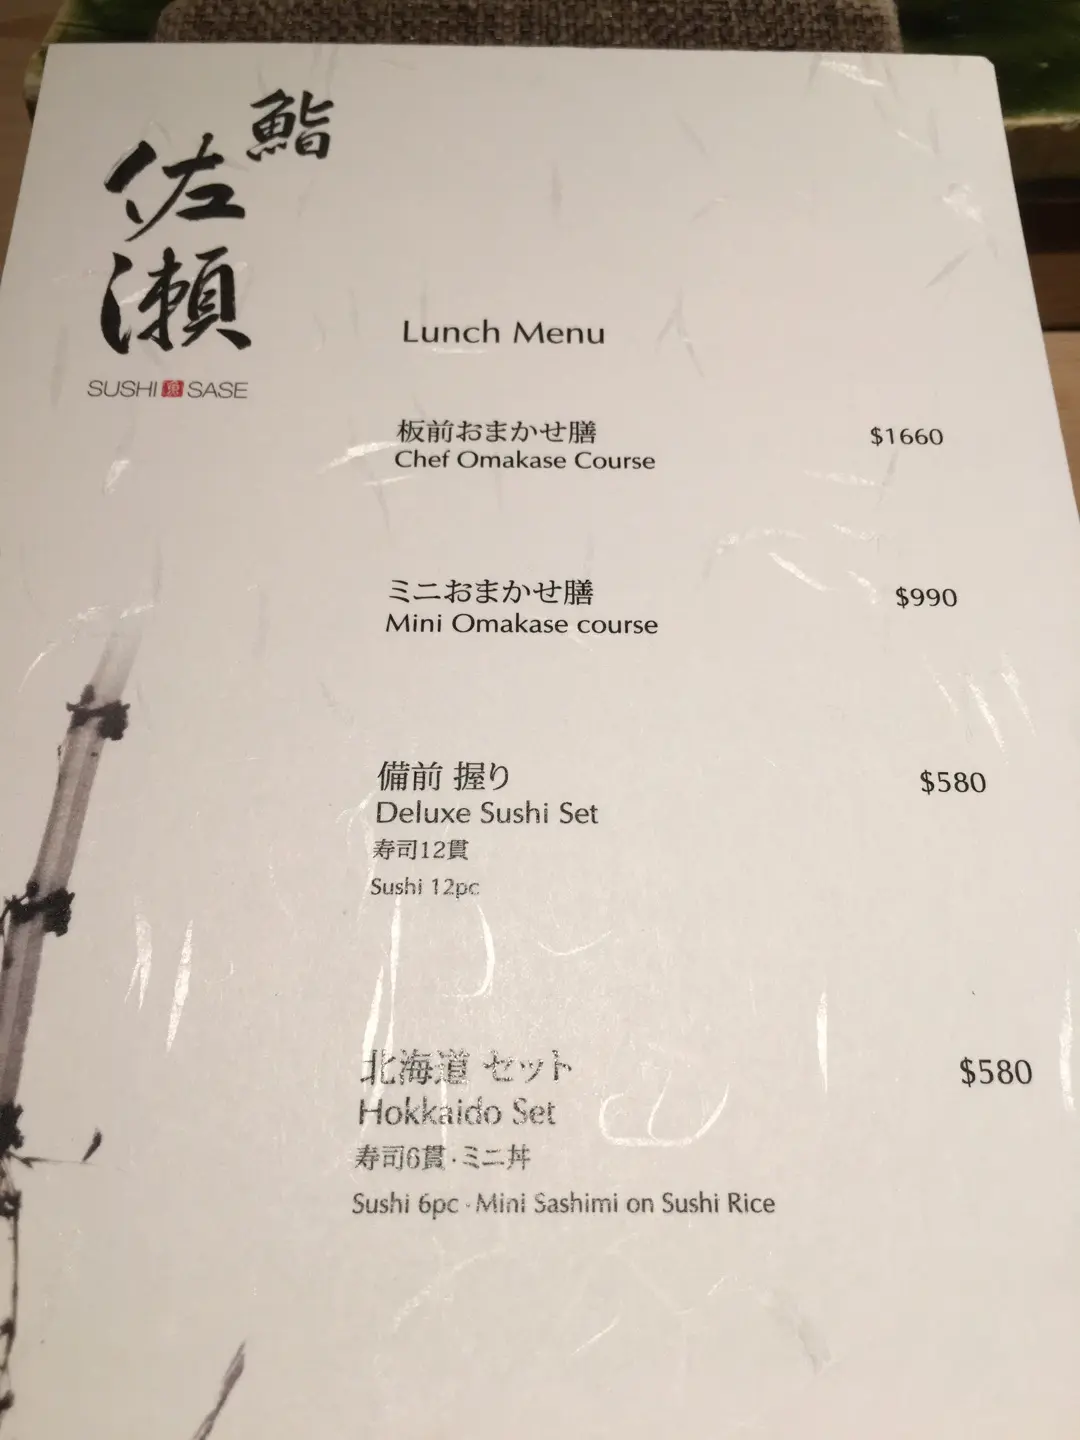 鮨
佐瀬
SUSHI 魚 SASE
Lunch Menu
板前おまかせ膳 $1660
Chef Omakase Course
ミニおまかせ膳 $990
Mini Omakase course
備前 握り $580
Deluxe Sushi Set
寿司12貫
Sushi 12pc
北海道 セット $580
Hokkaido Set
寿司6貫·ミニ丼
Sushi 6pc · Mini Sashimi on Sushi Rice